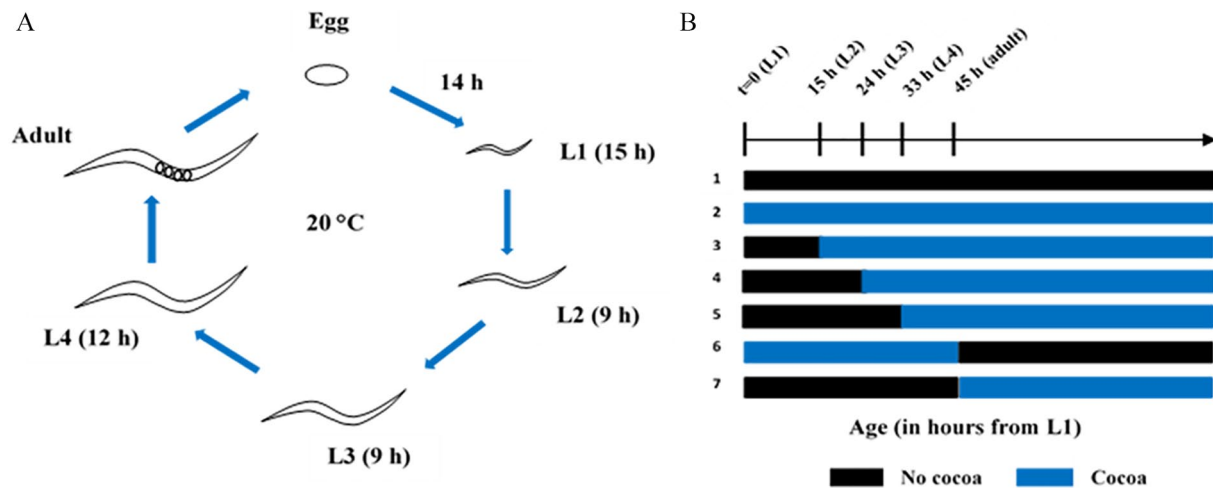 A
Egg
14 h
Adult
L1 (15 h)
20 °C
L4 (12 h)
L2 (9 h)
L3 (9 h)
B
t=0 (L1)
15 h (L2)
24 h (L3)
33 h (L4)
45 h (adult)
1
2
3
4
5
6
7
Age (in hours from L1)
No cocoa
Cocoa